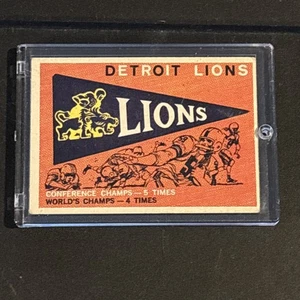 DETROIT LIONS
LIONS
CONFERENCE CHAMPS — 5 TIMES
WORLD'S CHAMPS — 4 TIMES